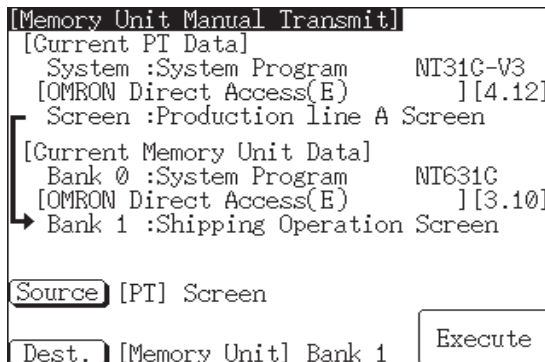 [Memory Unit Manual Transmit]
[Current PT Data]
System :System Program NT31C-V3
[OMRON Direct Access(E) ][4.12]
Screen :Production line A Screen
[Current Memory Unit Data]
Bank 0 :System Program NT631C
[OMRON Direct Access(E) ][3.10]
Bank 1 :Shipping Operation Screen
Source [PT] Screen
Execute
Dest. [Memory Unit] Bank 1